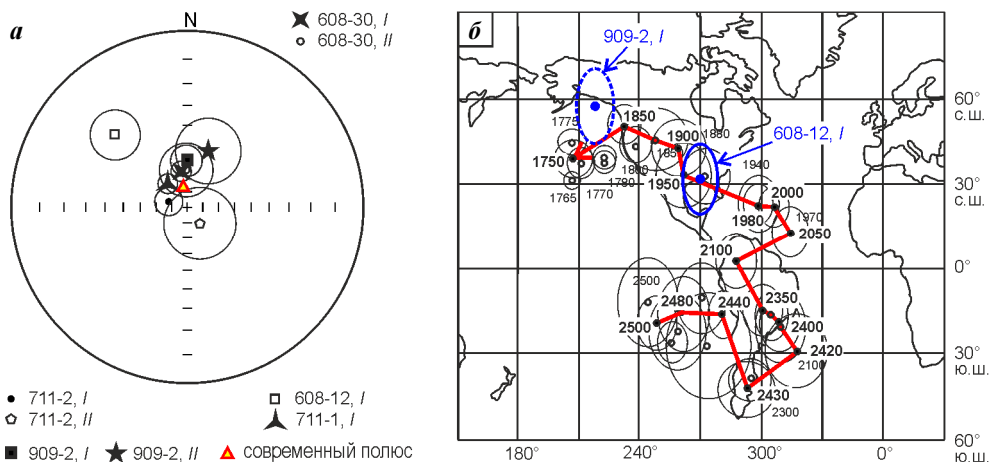 а
N
608-30, I
608-30, II
711-2, I
711-2, II
608-12, I
711-1, I
909-2, I
909-2, II
современный полюс
б
909-2, I
608-12, I
60°
с.ш.
30°
с.ш.
0°
30°
ю.ш.
60°
ю.ш.
180°
240°
300°
0°
1775
1850
1900
1880
1750
1800
1850
1780
1770
1765
1950
1940
1980
2000
1970
2050
2100
2500
2480
2440
2350
2500
2400
2420
2100
2430
2300